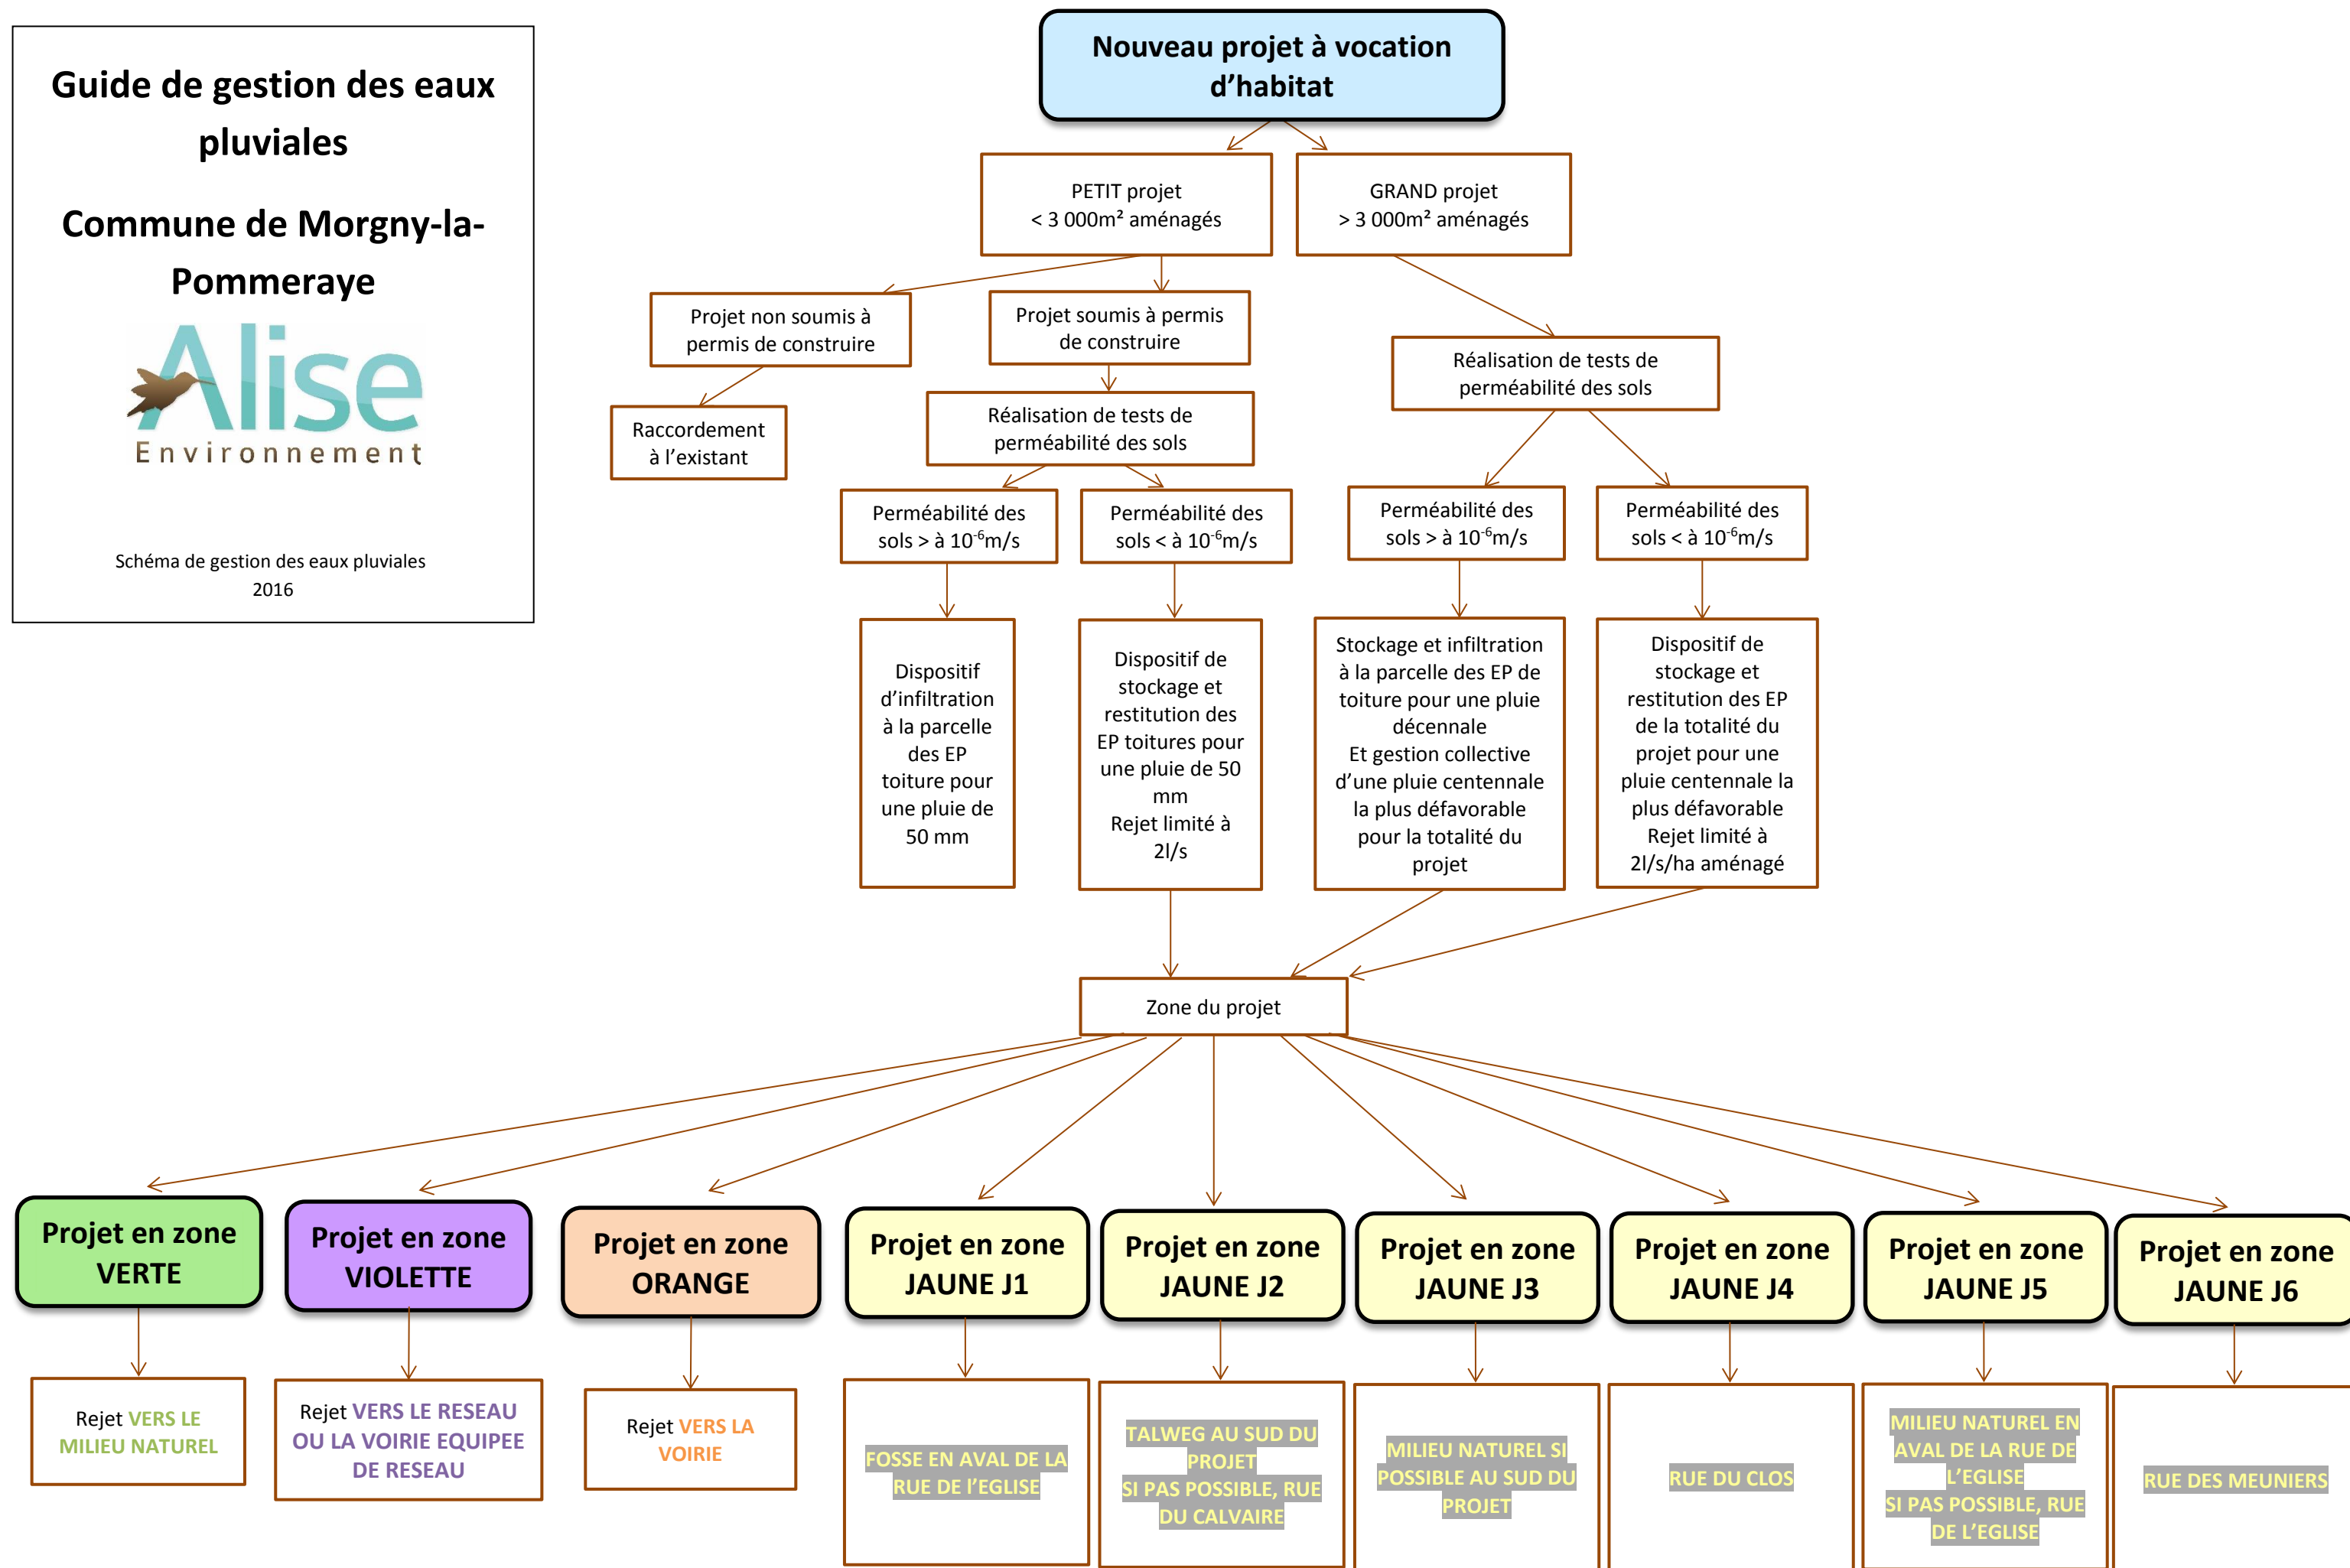 Guide de gestion des eaux
pluviales
Commune de Morgny-la-
Pommeraye
Alise
Environnement
Schéma de gestion des eaux pluviales
2016
Nouveau projet à vocation
d'habitat
PETIT projet
< 3 000m² aménagés
GRAND projet
> 3 000m² aménagés
Projet non soumis à
permis de construire
Projet soumis à permis
de construire
Réalisation de tests de
perméabilité des sols
Raccordement
à l'existant
Réalisation de tests de
perméabilité des sols
Perméabilité des
sols > à 10⁻⁶m/s
Perméabilité des
sols < à 10⁻⁶m/s
Perméabilité des
sols > à 10⁻⁶m/s
Perméabilité des
sols < à 10⁻⁶m/s
Dispositif
d'infiltration
à la parcelle
des EP
toiture pour
une pluie de
50 mm
Dispositif de
stockage et
restitution des
EP toitures pour
une pluie de 50
mm
Rejet limité à
2l/s
Stockage et infiltration
à la parcelle des EP de
toiture pour une pluie
décennale
Et gestion collective
d'une pluie centennale
la plus défavorable
pour la totalité du
projet
Dispositif de
stockage et
restitution des EP
de la totalité du
projet pour une
pluie centennale la
plus défavorable
Rejet limité à
2l/s/ha aménagé
Zone du projet
Projet en zone
VERTE
Projet en zone
VIOLETTE
Projet en zone
ORANGE
Projet en zone
JAUNE J1
Projet en zone
JAUNE J2
Projet en zone
JAUNE J3
Projet en zone
JAUNE J4
Projet en zone
JAUNE J5
Projet en zone
JAUNE J6
Rejet VERS LE
MILIEU NATUREL
Rejet VERS LE RESEAU
OU LA VOIRIE EQUIPEE
DE RESEAU
Rejet VERS LA
VOIRIE
FOSSE EN AVAL DE LA
RUE DE l'EGLISE
TALWEG AU SUD DU
PROJET
SI PAS POSSIBLE, RUE
DU CALVAIRE
MILIEU NATUREL SI
POSSIBLE AU SUD DU
PROJET
RUE DU CLOS
MILIEU NATUREL EN
AVAL DE LA RUE DE
L'EGLISE
SI PAS POSSIBLE, RUE
DE L'EGLISE
RUE DES MEUNIERS